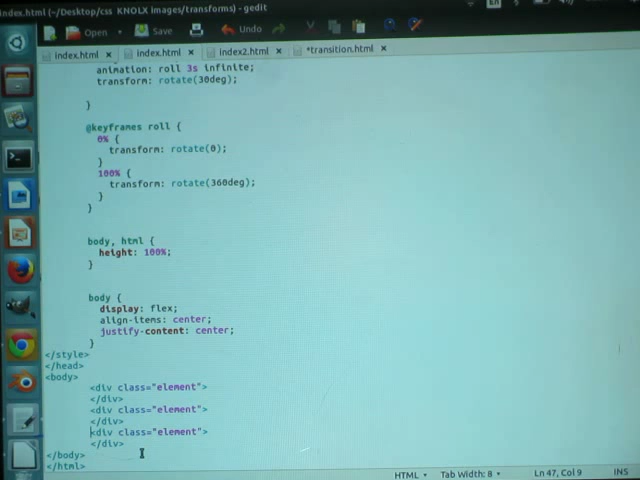 index.html (~/Desktop/css KNOLX images/transforms) - gedit
En
Open Save Undo
index.html × index.html × index2.html × *transition.html ×
animation: roll 3s infinite;
transform: rotate(30deg);
}
@keyframes roll {
0% {
transform: rotate(0);
}
100% {
transform: rotate(360deg);
}
}
body, html {
height: 100%;
}
body {
display: flex;
align-items: center;
justify-content: center;
}
</style>
</head>
<body>
<div class="element">
</div>
<div class="element">
</div>
<div class="element">
</div>
</body>
</html>
HTML Tab Width: 8 Ln 47, Col 9 INS